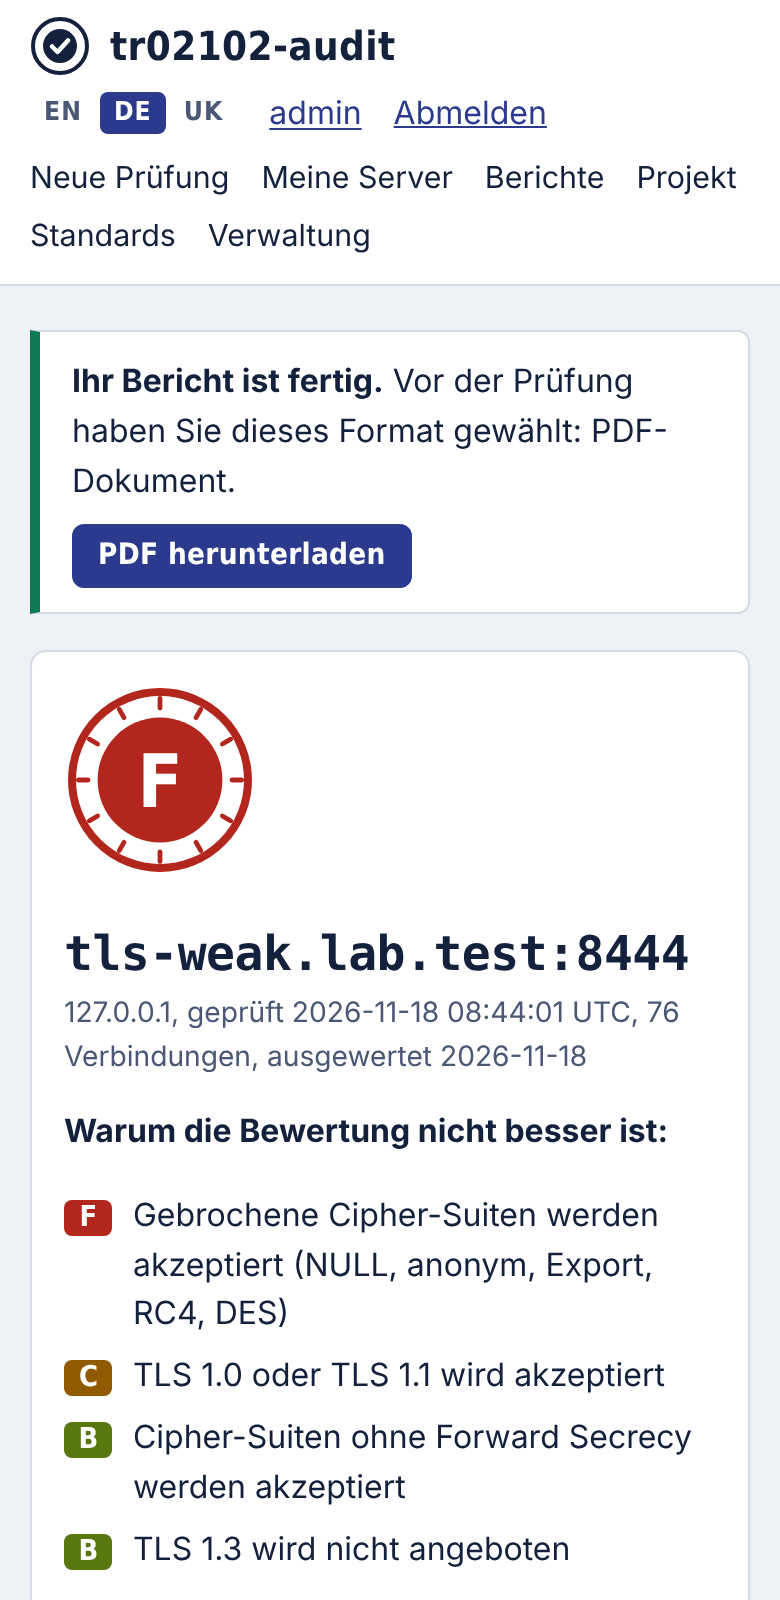 tr02102-audit
EN DE UK admin Abmelden
Neue Prüfung Meine Server Berichte Projekt
Standards Verwaltung
Ihr Bericht ist fertig. Vor der Prüfung
haben Sie dieses Format gewählt: PDF-
Dokument.
PDF herunterladen
F
tls-weak.lab.test:8444
127.0.0.1, geprüft 2026-11-18 08:44:01 UTC, 76
Verbindungen, ausgewertet 2026-11-18
Warum die Bewertung nicht besser ist:
F Gebrochene Cipher-Suiten werden
akzeptiert (NULL, anonym, Export,
RC4, DES)
C TLS 1.0 oder TLS 1.1 wird akzeptiert
B Cipher-Suiten ohne Forward Secrecy
werden akzeptiert
B TLS 1.3 wird nicht angeboten